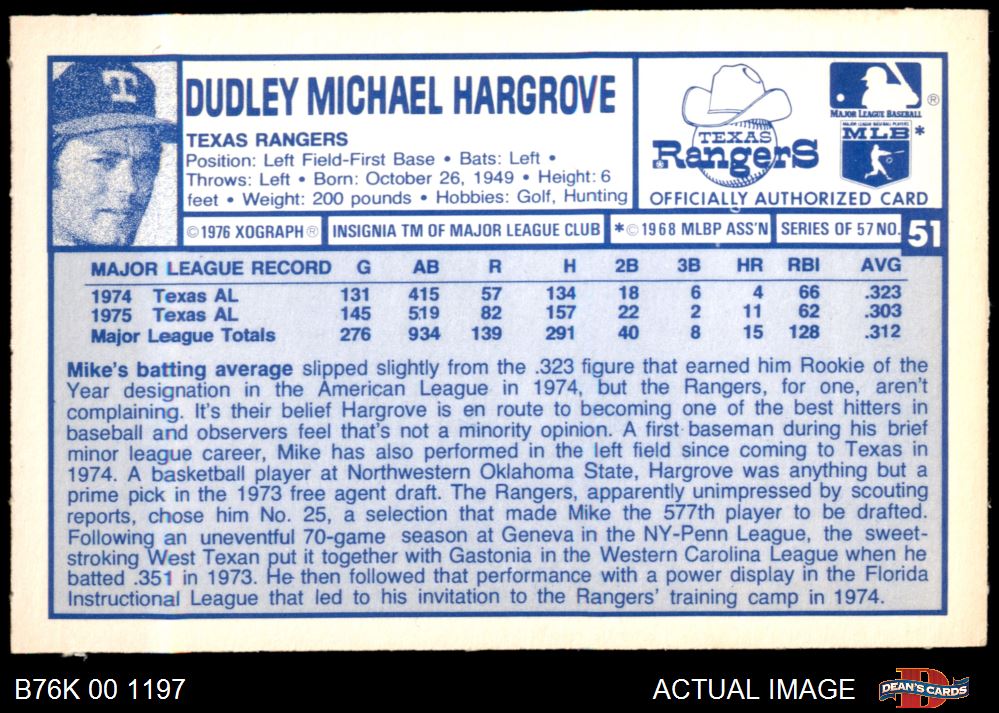 T
DUDLEY MICHAEL HARGROVE
TEXAS RANGERS
Position: Left Field-First Base • Bats: Left •
Throws: Left • Born: October 26, 1949 • Height: 6
feet • Weight: 200 pounds • Hobbies: Golf, Hunting
TEXAS
RangerS
®
MAJOR LEAGUE BASEBALL
MAJOR LEAGUE BASEBALL PLAYERS
MLB*
OFFICIALLY AUTHORIZED CARD
©1976 XOGRAPH®
INSIGNIA TM OF MAJOR LEAGUE CLUB
*©1968 MLBP ASS'N
SERIES OF 57 NO. 51
MAJOR LEAGUE RECORD G AB R H 2B 3B HR RBI AVG
1974 Texas AL 131 415 57 134 18 6 4 66 .323
1975 Texas AL 145 519 82 157 22 2 11 62 .303
Major League Totals 276 934 139 291 40 8 15 128 .312
Mike's batting average slipped slightly from the .323 figure that earned him Rookie of the
Year designation in the American League in 1974, but the Rangers, for one, aren't
complaining. It's their belief Hargrove is en route to becoming one of the best hitters in
baseball and observers feel that's not a minority opinion. A first baseman during his brief
minor league career, Mike has also performed in the left field since coming to Texas in
1974. A basketball player at Northwestern Oklahoma State, Hargrove was anything but a
prime pick in the 1973 free agent draft. The Rangers, apparently unimpressed by scouting
reports, chose him No. 25, a selection that made Mike the 577th player to be drafted.
Following an uneventful 70-game season at Geneva in the NY-Penn League, the sweet-
stroking West Texan put it together with Gastonia in the Western Carolina League when he
batted .351 in 1973. He then followed that performance with a power display in the Florida
Instructional League that led to his invitation to the Rangers' training camp in 1974.
B76K 00 1197
ACTUAL IMAGE
DEAN'S CARDS